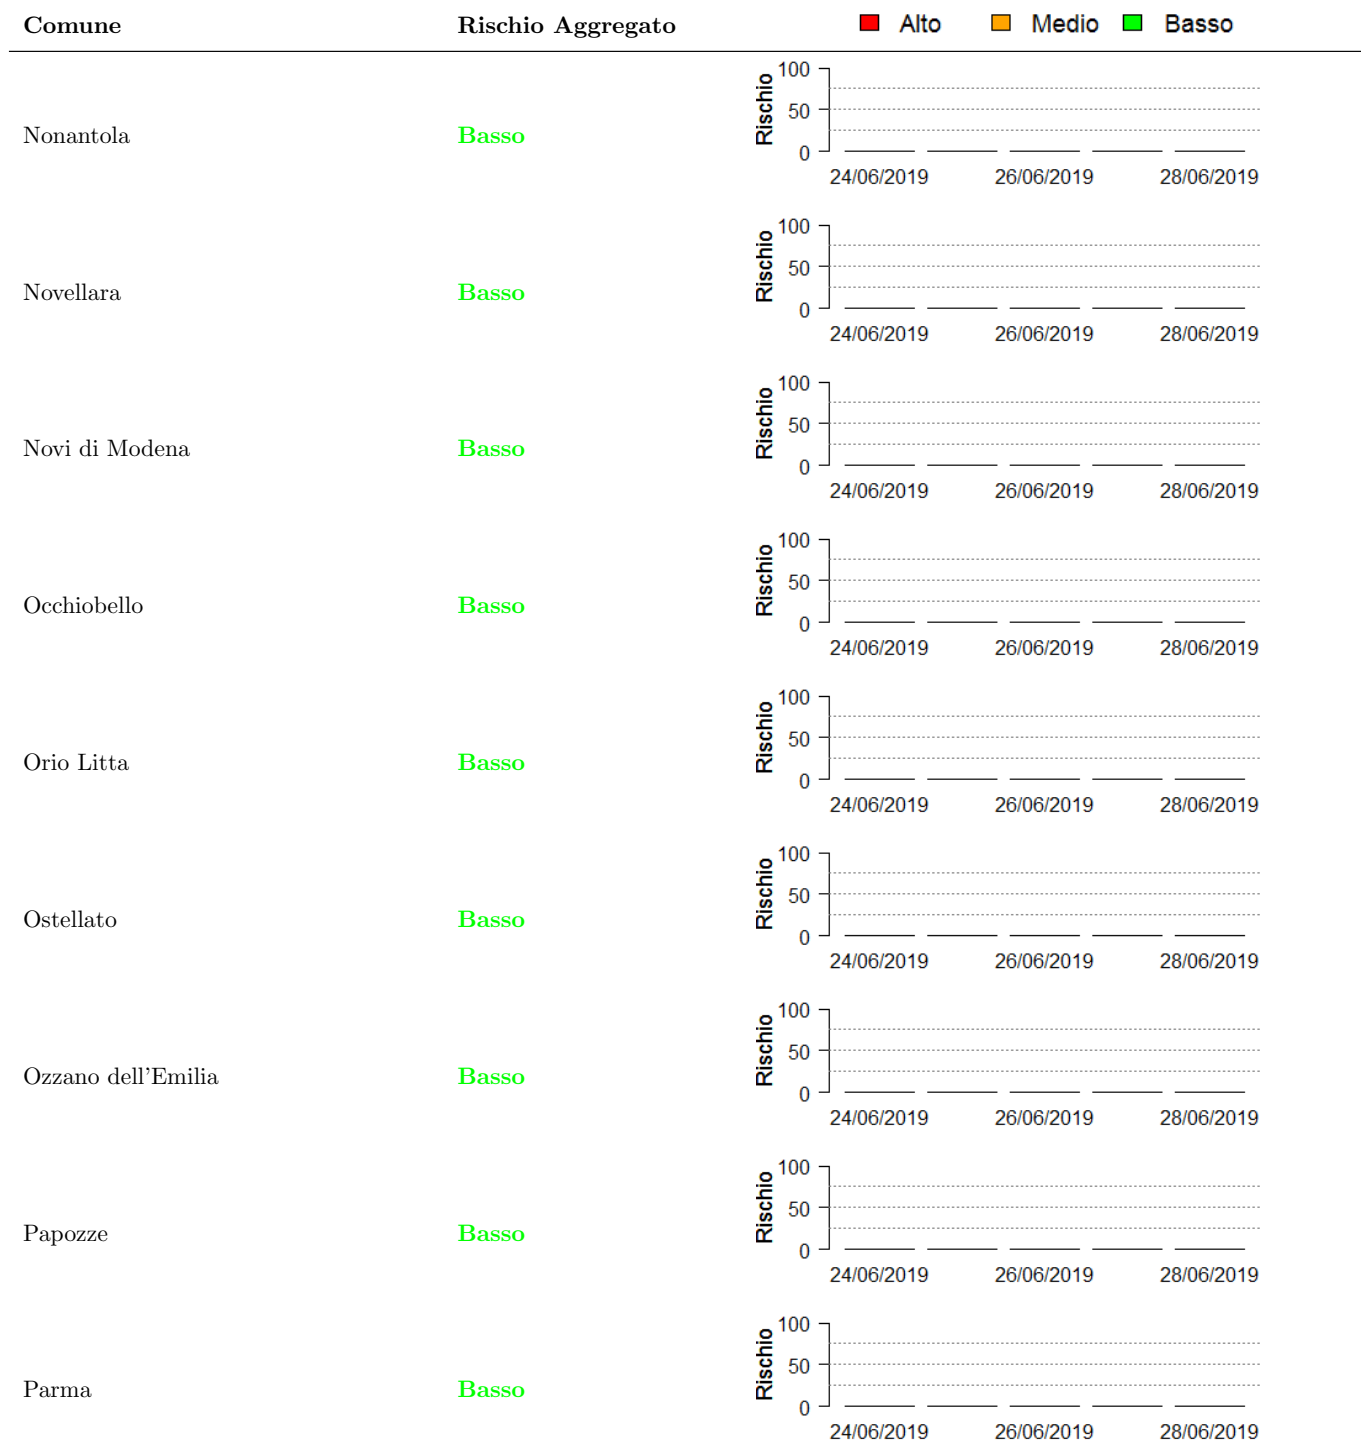 Comune Rischio Aggregato Alto Medio Basso
100
50
0
Rischio
Nonantola Basso
24/06/2019 26/06/2019 28/06/2019
100
50
0
Rischio
Novellara Basso
24/06/2019 26/06/2019 28/06/2019
100
50
0
Rischio
Novi di Modena Basso
24/06/2019 26/06/2019 28/06/2019
100
50
0
Rischio
Occhiobello Basso
24/06/2019 26/06/2019 28/06/2019
100
50
0
Rischio
Orio Litta Basso
24/06/2019 26/06/2019 28/06/2019
100
50
0
Rischio
Ostellato Basso
24/06/2019 26/06/2019 28/06/2019
100
50
0
Rischio
Ozzano dell'Emilia Basso
24/06/2019 26/06/2019 28/06/2019
100
50
0
Rischio
Papozze Basso
24/06/2019 26/06/2019 28/06/2019
100
50
0
Rischio
Parma Basso
24/06/2019 26/06/2019 28/06/2019